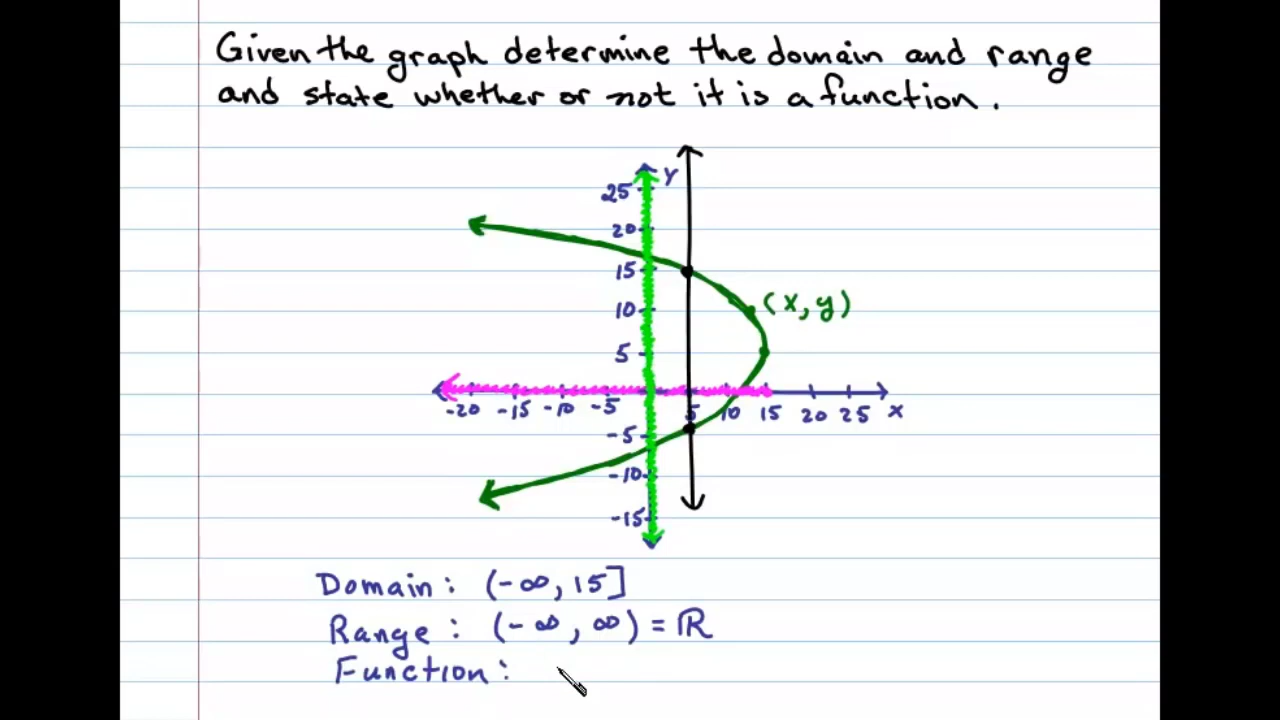 Given the graph determine the domain and range
and state whether or not it is a function.
Y
25
20
15
10
5
(x, y)
-20 -15 -10 -5 5 10 15 20 25 x
-5
-10
-15
Domain: (-∞, 15]
Range: (-∞, ∞) = ℝ
Function: